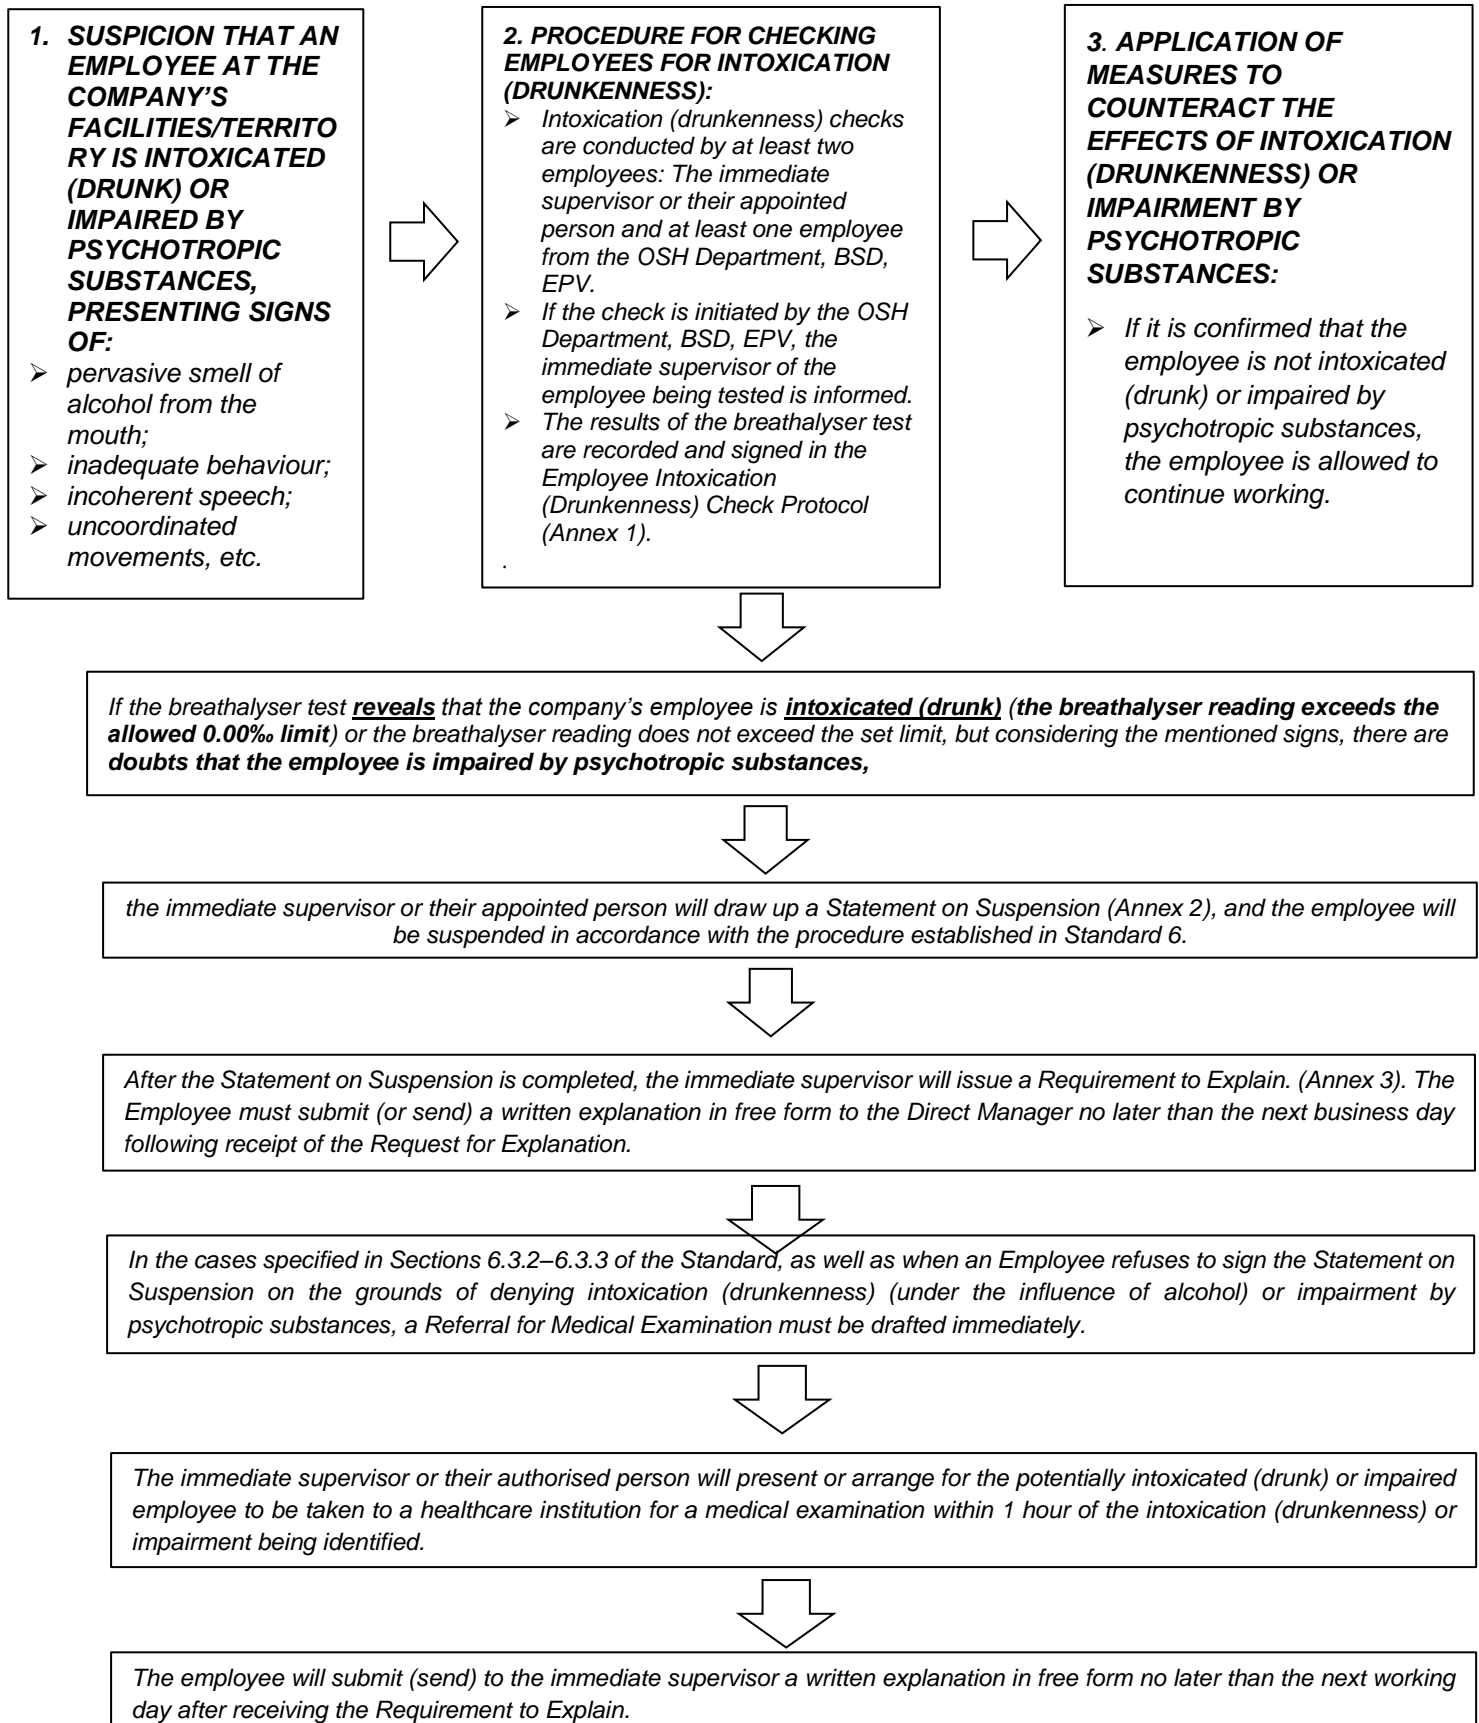 1. SUSPICION THAT AN
EMPLOYEE AT THE
COMPANY'S
FACILITIES/TERRITO
RY IS INTOXICATED
(DRUNK) OR
IMPAIRED BY
PSYCHOTROPIC
SUBSTANCES,
PRESENTING SIGNS
OF:
➢ pervasive smell of
alcohol from the
mouth;
➢ inadequate behaviour;
➢ incoherent speech;
➢ uncoordinated
movements, etc.
2. PROCEDURE FOR CHECKING
EMPLOYEES FOR INTOXICATION
(DRUNKENNESS):
➢ Intoxication (drunkenness) checks
are conducted by at least two
employees: The immediate
supervisor or their appointed
person and at least one employee
from the OSH Department, BSD,
EPV.
➢ If the check is initiated by the OSH
Department, BSD, EPV, the
immediate supervisor of the
employee being tested is informed.
➢ The results of the breathalyser test
are recorded and signed in the
Employee Intoxication
(Drunkenness) Check Protocol
(Annex 1).
.
3. APPLICATION OF
MEASURES TO
COUNTERACT THE
EFFECTS OF INTOXICATION
(DRUNKENNESS) OR
IMPAIRMENT BY
PSYCHOTROPIC
SUBSTANCES:
➢ If it is confirmed that the
employee is not intoxicated
(drunk) or impaired by
psychotropic substances,
the employee is allowed to
continue working.
If the breathalyser test reveals that the company's employee is intoxicated (drunk) (the breathalyser reading exceeds the
allowed 0.00‰ limit) or the breathalyser reading does not exceed the set limit, but considering the mentioned signs, there are
doubts that the employee is impaired by psychotropic substances,
the immediate supervisor or their appointed person will draw up a Statement on Suspension (Annex 2), and the employee will
be suspended in accordance with the procedure established in Standard 6.
After the Statement on Suspension is completed, the immediate supervisor will issue a Requirement to Explain. (Annex 3). The
Employee must submit (or send) a written explanation in free form to the Direct Manager no later than the next business day
following receipt of the Request for Explanation.
In the cases specified in Sections 6.3.2–6.3.3 of the Standard, as well as when an Employee refuses to sign the Statement on
Suspension on the grounds of denying intoxication (drunkenness) (under the influence of alcohol) or impairment by
psychotropic substances, a Referral for Medical Examination must be drafted immediately.
The immediate supervisor or their authorised person will present or arrange for the potentially intoxicated (drunk) or impaired
employee to be taken to a healthcare institution for a medical examination within 1 hour of the intoxication (drunkenness) or
impairment being identified.
The employee will submit (send) to the immediate supervisor a written explanation in free form no later than the next working
day after receiving the Requirement to Explain.